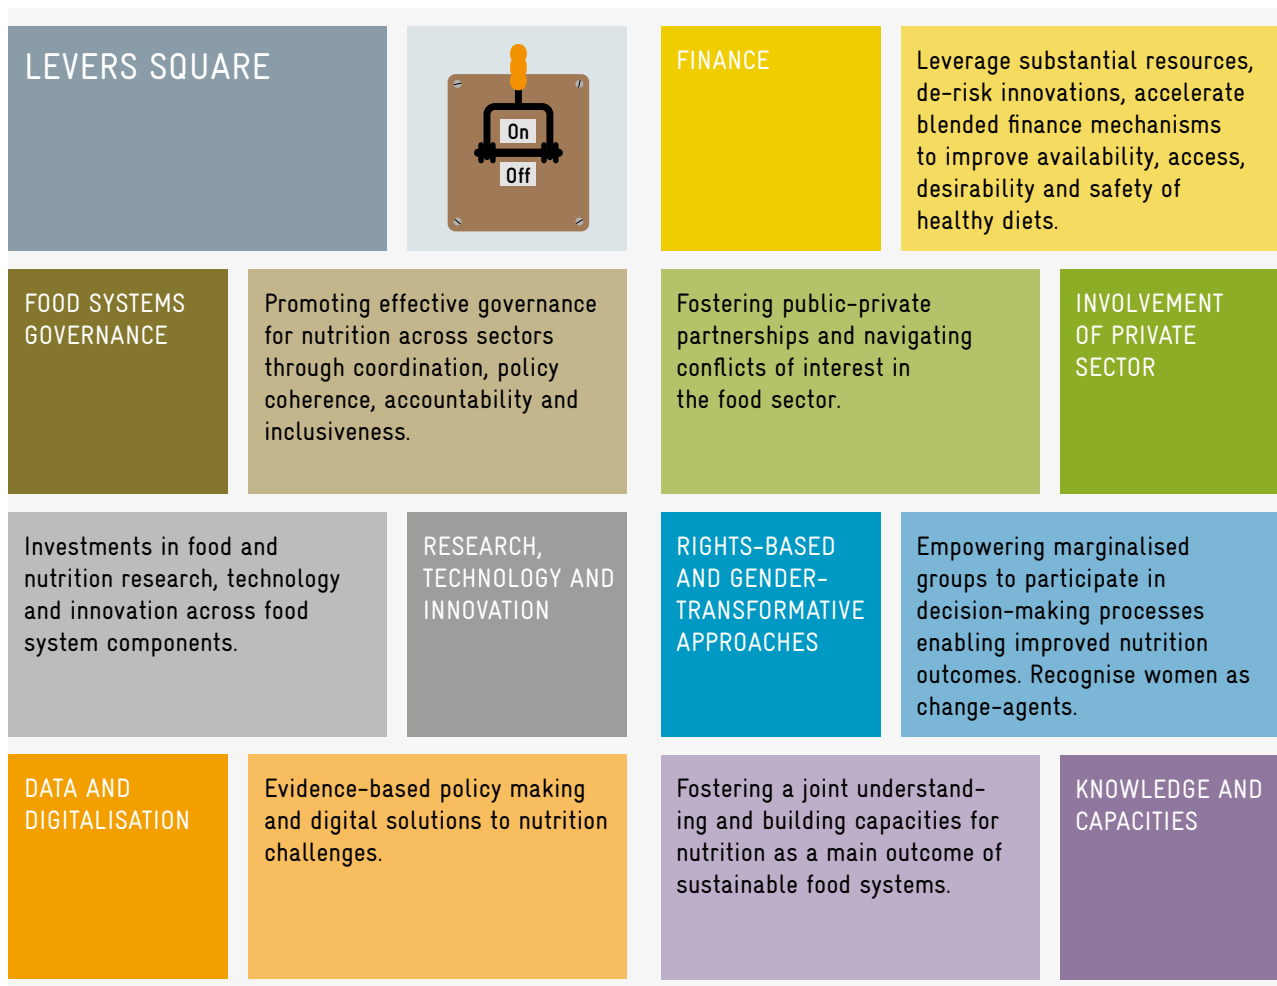 LEVERS SQUARE
On
Off
FINANCE
Leverage substantial resources,
de-risk innovations, accelerate
blended finance mechanisms
to improve availability, access,
desirability and safety of
healthy diets.
FOOD SYSTEMS
GOVERNANCE
Promoting effective governance
for nutrition across sectors
through coordination, policy
coherence, accountability and
inclusiveness.
Fostering public-private
partnerships and navigating
conflicts of interest in
the food sector.
INVOLVEMENT
OF PRIVATE
SECTOR
Investments in food and
nutrition research, technology
and innovation across food
system components.
RESEARCH,
TECHNOLOGY AND
INNOVATION
RIGHTS-BASED
AND GENDER-
TRANSFORMATIVE
APPROACHES
Empowering marginalised
groups to participate in
decision-making processes
enabling improved nutrition
outcomes. Recognise women as
change-agents.
DATA AND
DIGITALISATION
Evidence-based policy making
and digital solutions to nutrition
challenges.
Fostering a joint understand-
ing and building capacities for
nutrition as a main outcome of
sustainable food systems.
KNOWLEDGE AND
CAPACITIES